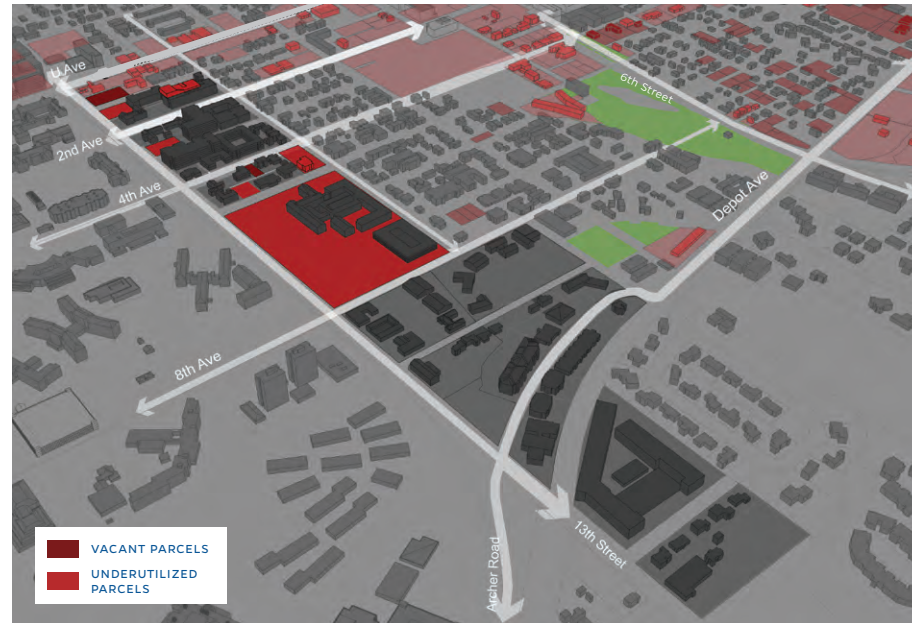 U Ave
2nd Ave
4th Ave
8th Ave
6th Street
Depot Ave
13th Street
Archer Road
VACANT PARCELS
UNDERUTILIZED
PARCELS